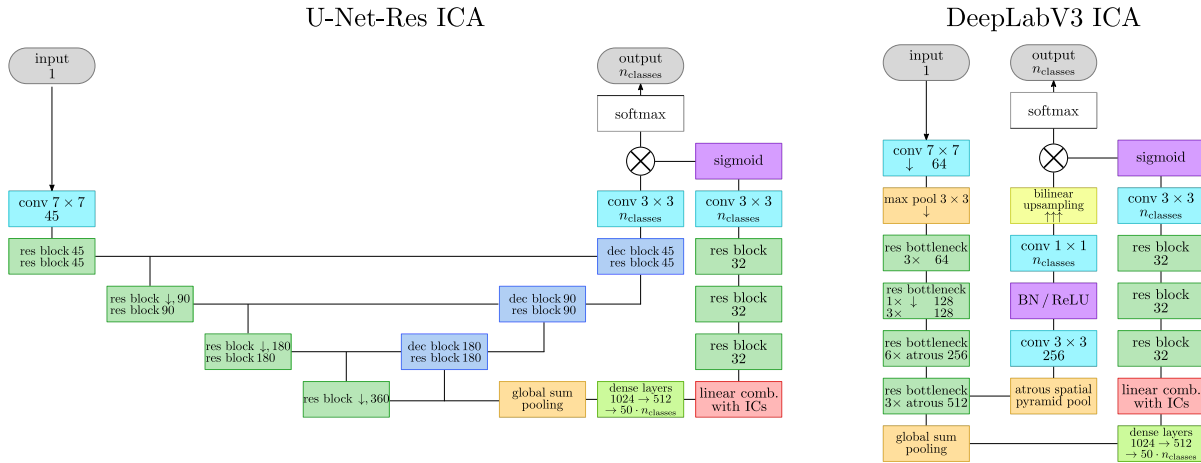 U-Net-Res ICA
input
1
output
n_classes
softmax
sigmoid
conv 7 × 7
45
conv 3 × 3
n_classes
conv 3 × 3
n_classes
res block 45
res block 45
dec block 45
res block 45
res block
32
res block ↓, 90
res block 90
dec block 90
res block 90
res block
32
res block ↓, 180
res block 180
dec block 180
res block 180
res block
32
res block ↓, 360
global sum
pooling
dense layers
1024 → 512
→ 50 · n_classes
linear comb.
with ICs
DeepLabV3 ICA
input
1
output
n_classes
softmax
conv 7 × 7
↓ 64
sigmoid
max pool 3 × 3
↓
bilinear
upsampling
↑↑↑
conv 3 × 3
n_classes
res bottleneck
3× 64
conv 1 × 1
n_classes
res block
32
res bottleneck
1× ↓ 128
3× 128
BN / ReLU
res block
32
res bottleneck
6× atrous 256
conv 3 × 3
256
res block
32
res bottleneck
3× atrous 512
atrous spatial
pyramid pool
linear comb.
with ICs
global sum
pooling
dense layers
1024 → 512
→ 50 · n_classes